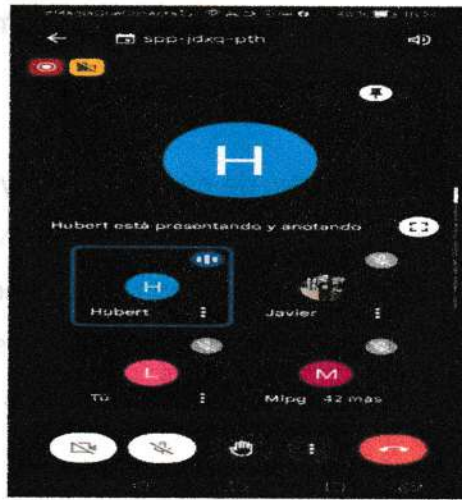 spp-jdxq-pth
H
Hubert está presentando y anotando
H
Hubert
Javier
L
Tú
M
Mlpg 42 más